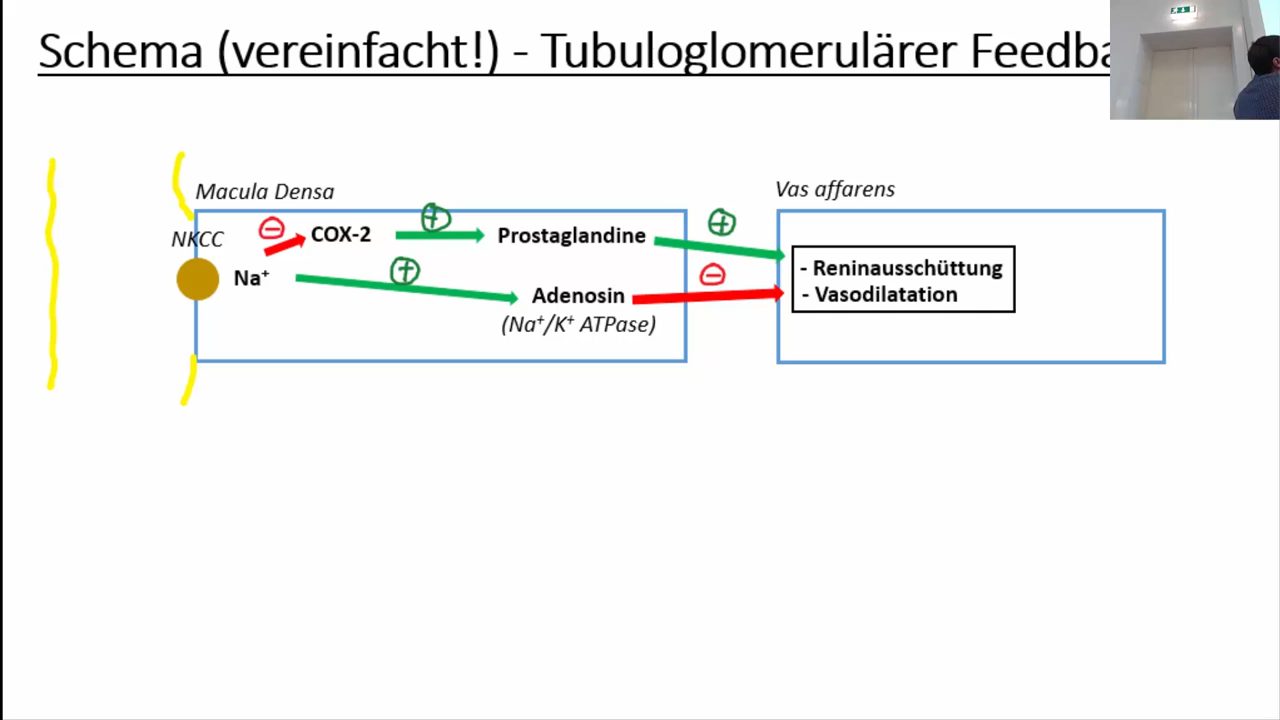 Schema (vereinfacht!) - Tubuloglomerulärer Feedba
Macula Densa
Vas affarens
NKCC
− COX-2 + Prostaglandine +
Na⁺ + Adenosin −
(Na⁺/K⁺ ATPase)
- Reninausschüttung
- Vasodilatation